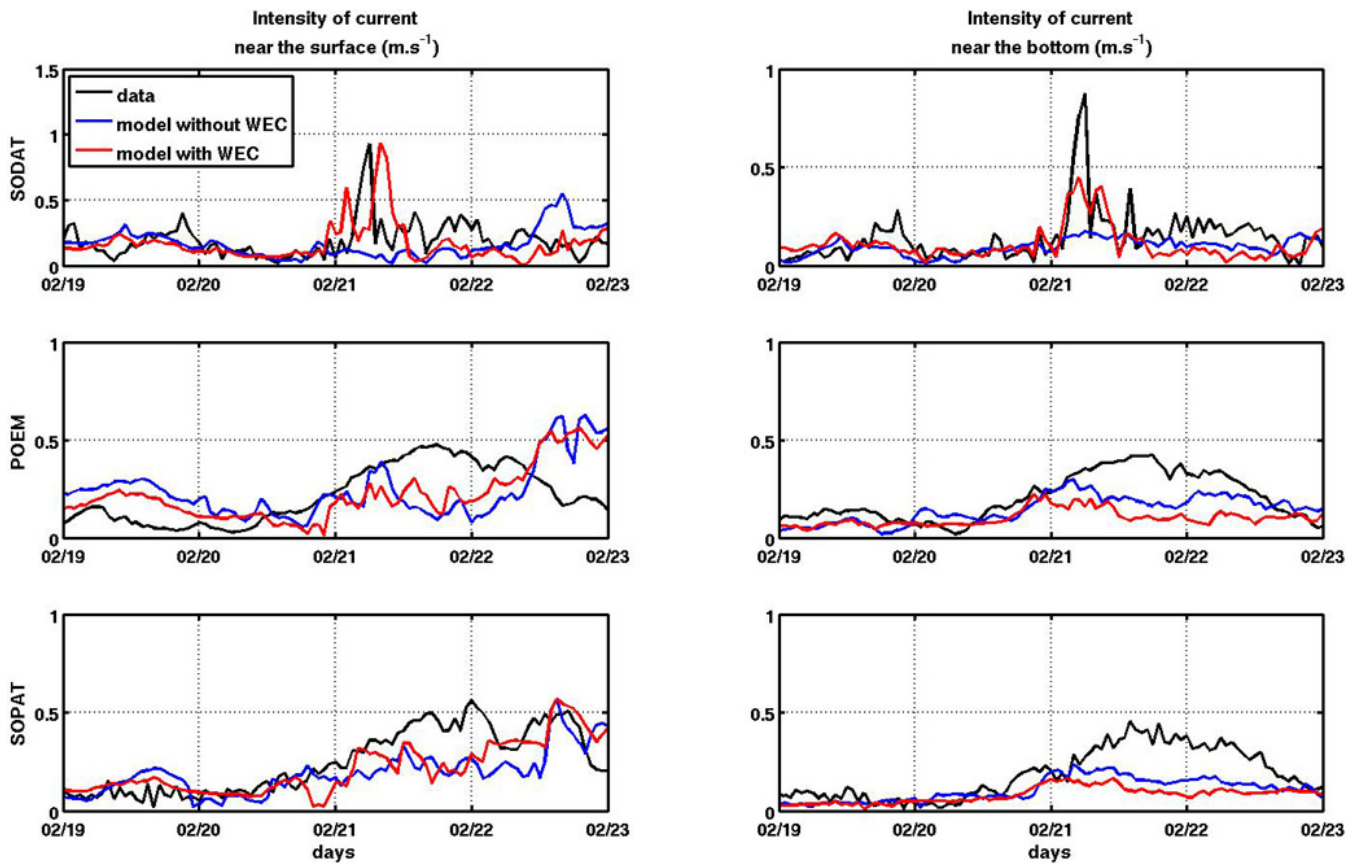 Intensity of current
near the surface (m.s⁻¹)
Intensity of current
near the bottom (m.s⁻¹)
SODAT
1.5
1
0.5
0
data
model without WEC
model with WEC
02/19 02/20 02/21 02/22 02/23
1
0.5
0
02/19 02/20 02/21 02/22 02/23
POEM
1
0.5
0
02/19 02/20 02/21 02/22 02/23
1
0.5
0
02/19 02/20 02/21 02/22 02/23
SOPAT
1
0.5
0
02/19 02/20 02/21 02/22 02/23
days
1
0.5
0
02/19 02/20 02/21 02/22 02/23
days